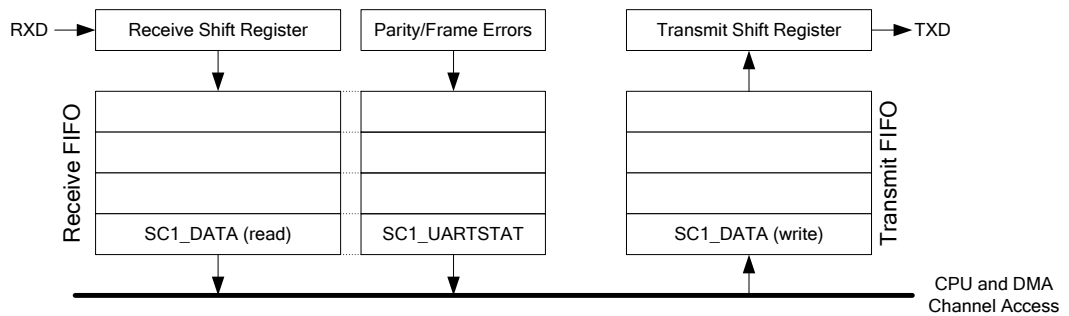 RXD
Receive Shift Register
Parity/Frame Errors
Transmit Shift Register
TXD
Receive FIFO
Transmit FIFO
SC1_DATA (read)
SC1_UARTSTAT
SC1_DATA (write)
CPU and DMA
Channel Access